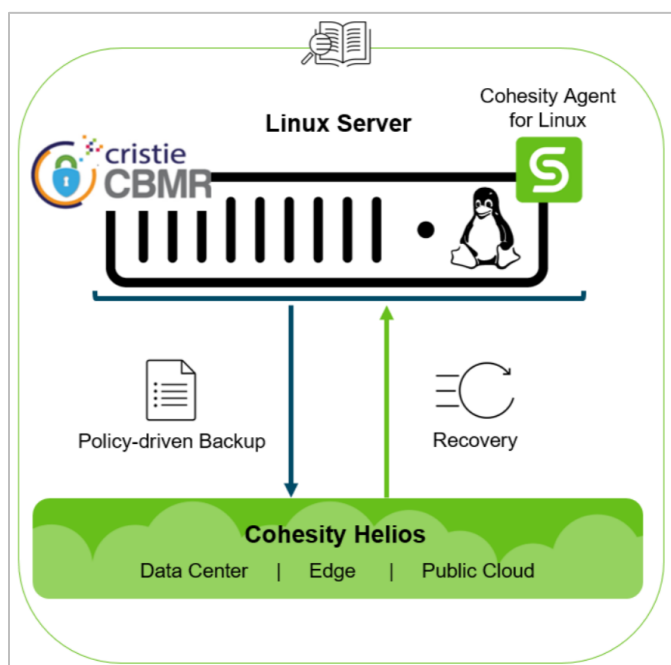 Linux Server
Cohesity Agent
for Linux
cristie
CBMR
Policy-driven Backup
Recovery
Cohesity Helios
Data Center | Edge | Public Cloud